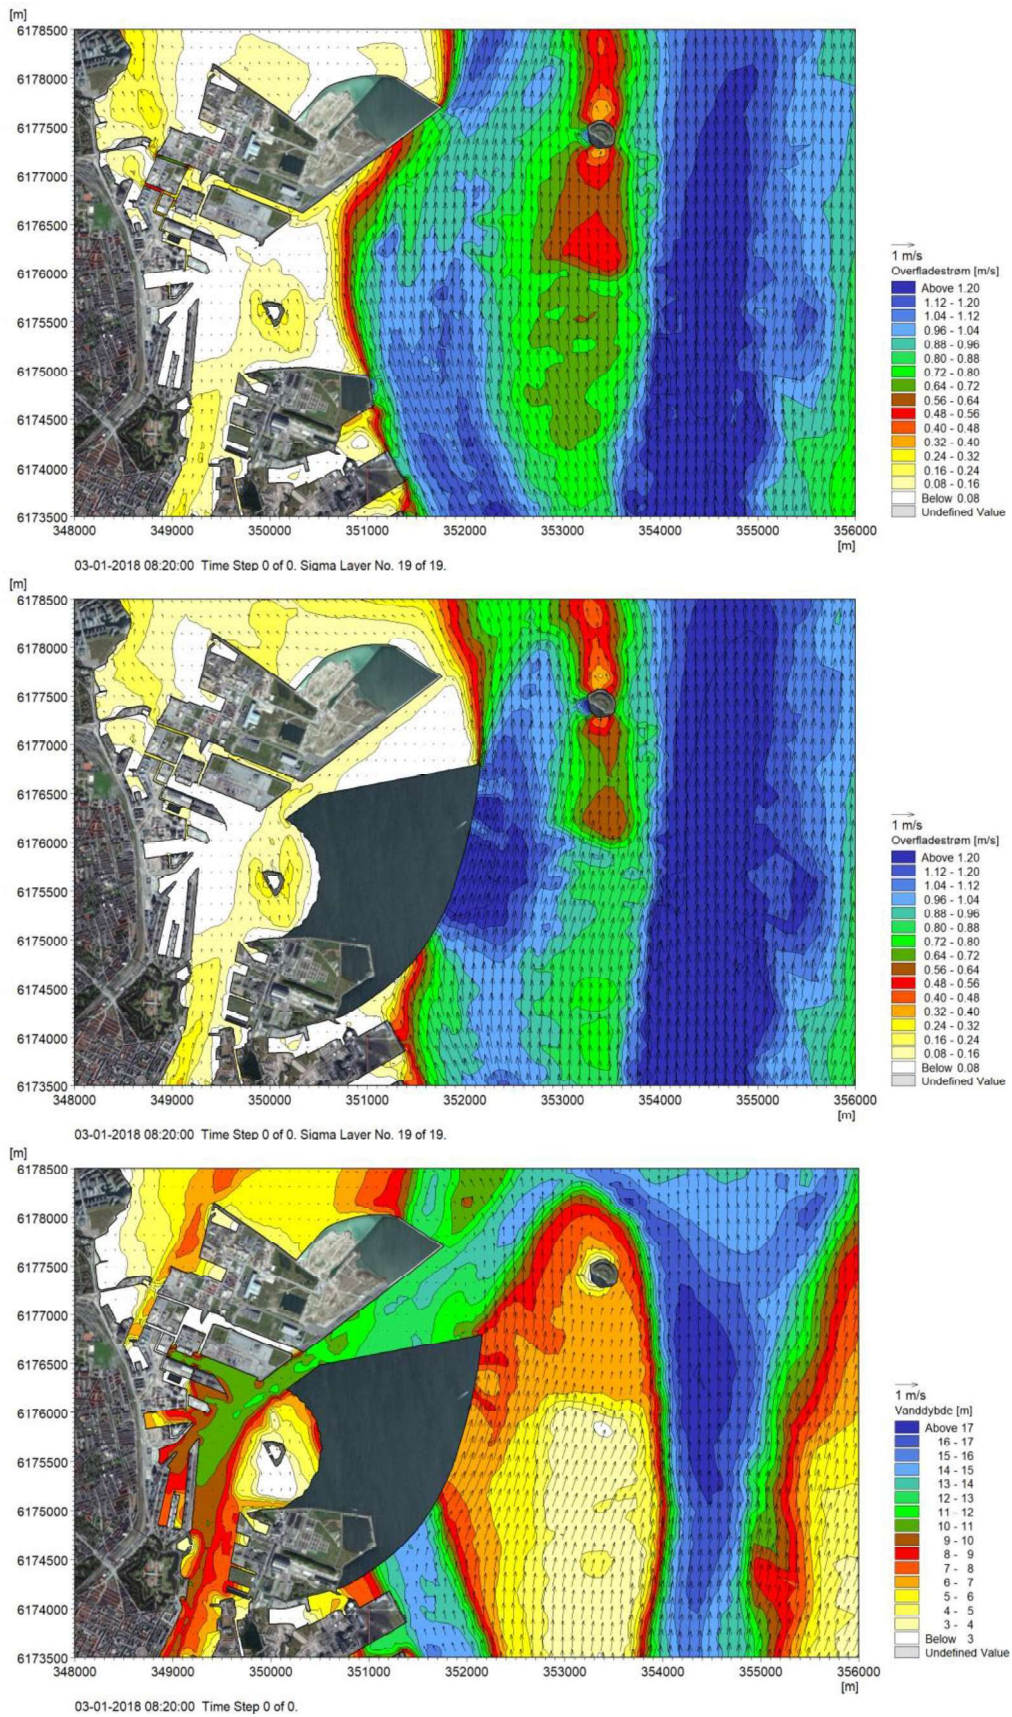 [m]
6178500
6178000
6177500
6177000
6176500
6176000
6175500
6175000
6174500
6174000
6173500
348000 349000 350000 351000 352000 353000 354000 355000 356000
[m]
1 m/s
Overfladestrøm [m/s]
Above 1.20
1.12 - 1.20
1.04 - 1.12
0.96 - 1.04
0.88 - 0.96
0.80 - 0.88
0.72 - 0.80
0.64 - 0.72
0.56 - 0.64
0.48 - 0.56
0.40 - 0.48
0.32 - 0.40
0.24 - 0.32
0.16 - 0.24
0.08 - 0.16
Below 0.08
Undefined Value
03-01-2018 08:20:00 Time Step 0 of 0. Sigma Layer No. 19 of 19.
[m]
6178500
6178000
6177500
6177000
6176500
6176000
6175500
6175000
6174500
6174000
6173500
348000 349000 350000 351000 352000 353000 354000 355000 356000
[m]
1 m/s
Overfladestrøm [m/s]
Above 1.20
1.12 - 1.20
1.04 - 1.12
0.96 - 1.04
0.88 - 0.96
0.80 - 0.88
0.72 - 0.80
0.64 - 0.72
0.56 - 0.64
0.48 - 0.56
0.40 - 0.48
0.32 - 0.40
0.24 - 0.32
0.16 - 0.24
0.08 - 0.16
Below 0.08
Undefined Value
03-01-2018 08:20:00 Time Step 0 of 0. Sigma Layer No. 19 of 19.
[m]
6178500
6178000
6177500
6177000
6176500
6176000
6175500
6175000
6174500
6174000
6173500
348000 349000 350000 351000 352000 353000 354000 355000 356000
[m]
1 m/s
Vanddybde [m]
Above 17
16 - 17
15 - 16
14 - 15
13 - 14
12 - 13
11 - 12
10 - 11
9 - 10
8 - 9
7 - 8
6 - 7
5 - 6
4 - 5
3 - 4
Below 3
Undefined Value
03-01-2018 08:20:00 Time Step 0 of 0.